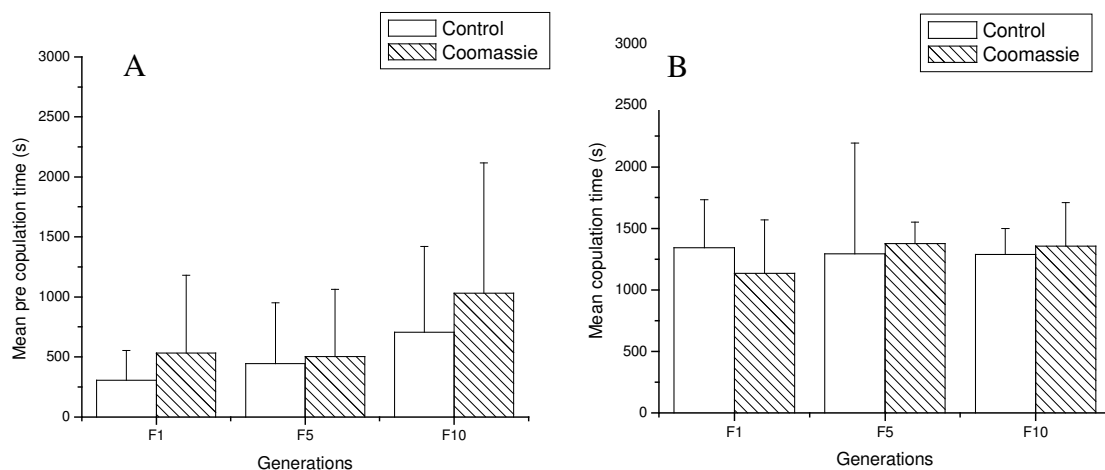 A
Control
Coomassie
Mean pre copulation time (s)
3000
2500
2000
1500
1000
500
0
F1
F5
F10
Generations
B
Control
Coomassie
Mean copulation time (s)
3000
2500
2000
1500
1000
500
0
F1
F5
F10
Generations